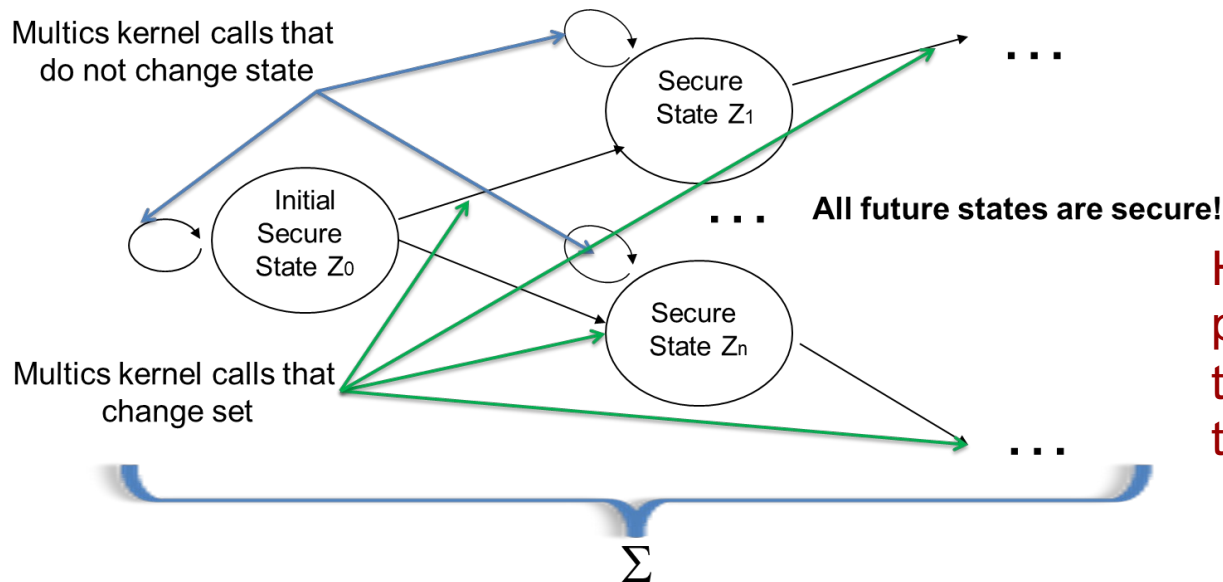 Multics kernel calls that
do not change state
Secure
State Z1
...
Initial
Secure
State Z0
... All future states are secure!
Secure
State Zn
Multics kernel calls that
change set
...
Σ